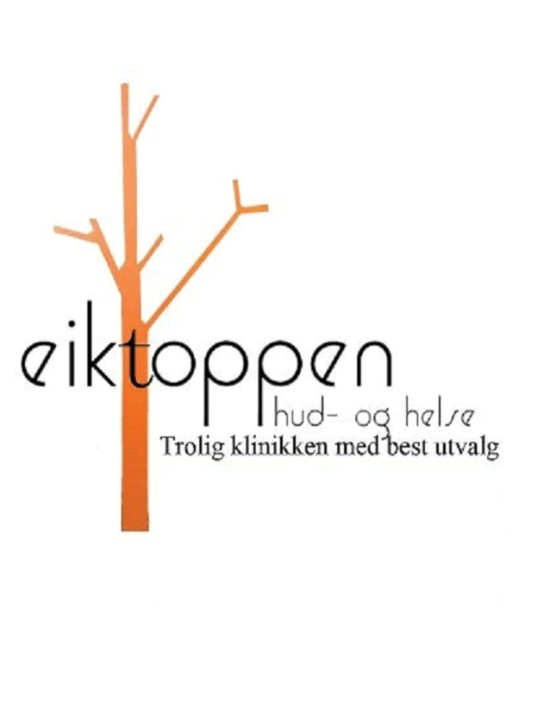 eiktoppen
hud- og helse
Trolig klinikken med best utvalg